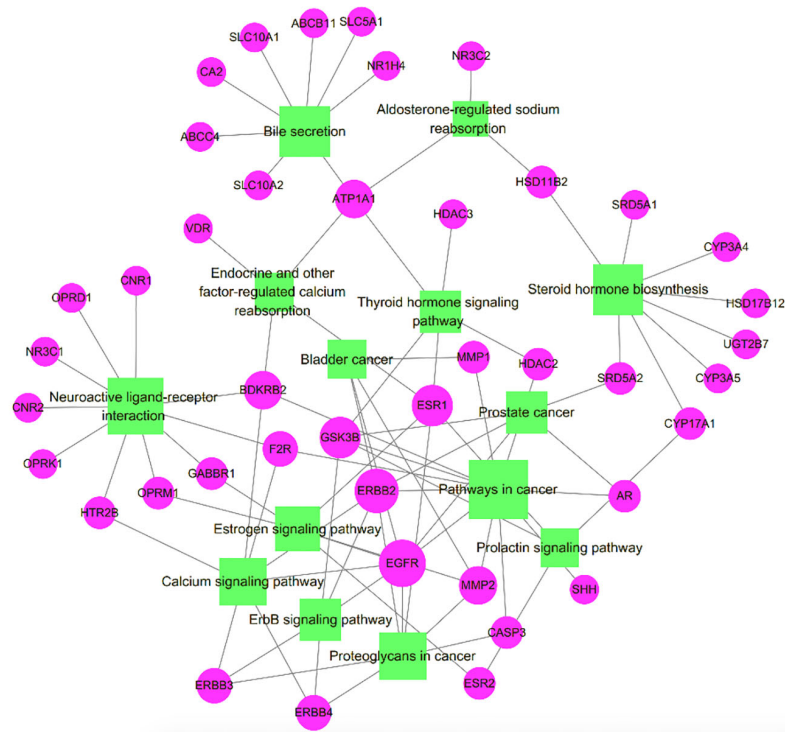 ABCB11
SLC5A1
SLC10A1
NR3C2
NR1H4
CA2
Aldosterone-regulated sodium
reabsorption
Bile secretion
ABCC4
SLC10A2
HSD11B2
ATP1A1
SRD5A1
HDAC3
VDR
CYP3A4
CNR1
Endocrine and other
factor-regulated calcium
reabsorption
Steroid hormone biosynthesis
OPRD1
HSD17B12
Thyroid hormone signaling
pathway
UGT2B7
NR3C1
Bladder cancer
MMP1
HDAC2
SRD5A2
CYP3A5
BDKRB2
Neuroactive ligand-receptor
interaction
CNR2
ESR1
Prostate cancer
CYP17A1
GSK3B
F2R
OPRK1
GABBR1
OPRM1
ERBB2
Pathways in cancer
AR
HTR2B
Estrogen signaling pathway
Prolactin signaling pathway
EGFR
Calcium signaling pathway
MMP2
SHH
ErbB signaling pathway
CASP3
Proteoglycans in cancer
ERBB3
ESR2
ERBB4